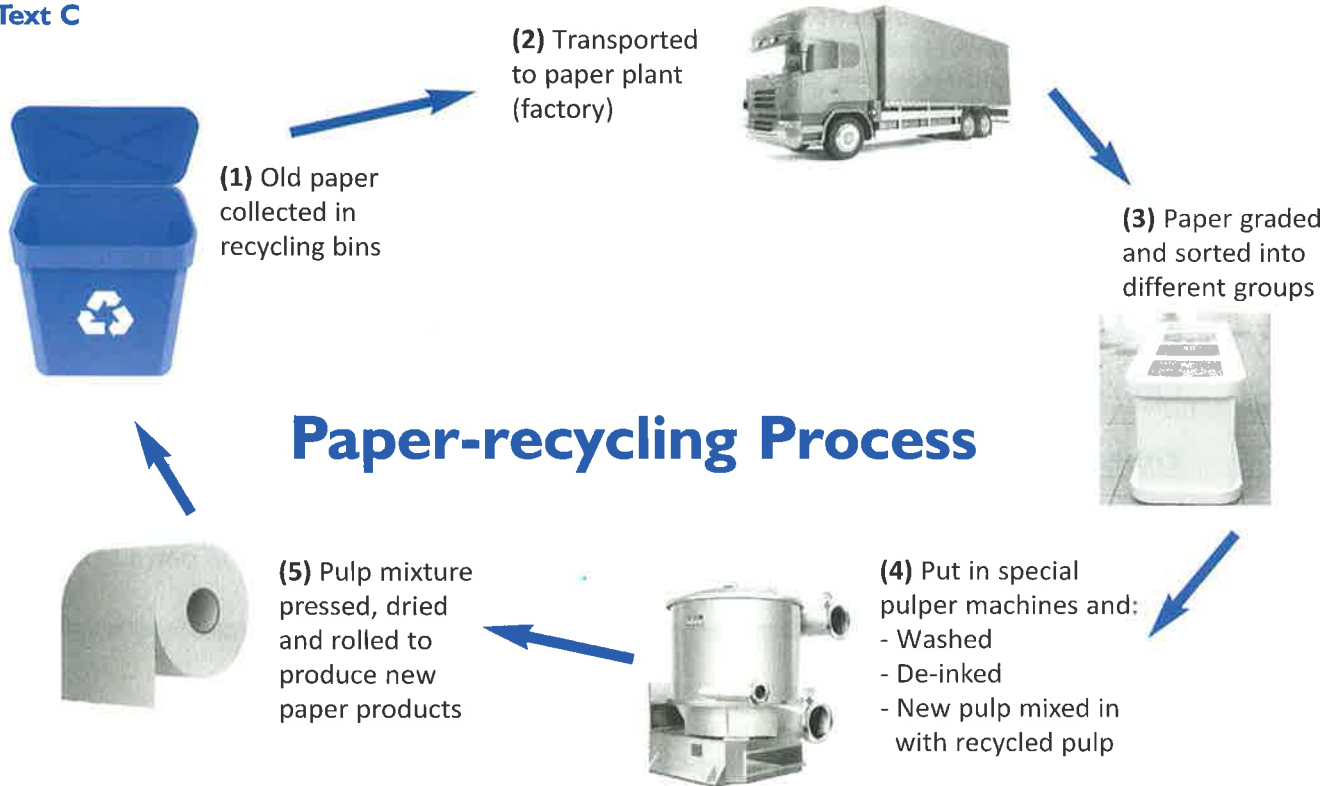 Text C
(1) Old paper
collected in
recycling bins
(2) Transported
to paper plant
(factory)
(3) Paper graded
and sorted into
different groups
Paper-recycling Process
(4) Put in special
pulper machines and:
- Washed
- De-inked
- New pulp mixed in
with recycled pulp
(5) Pulp mixture
pressed, dried
and rolled to
produce new
paper products